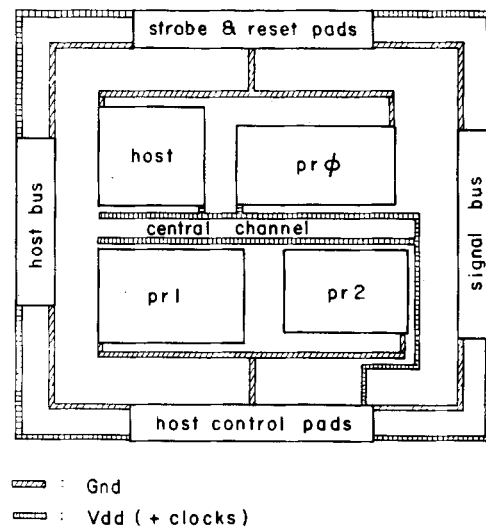 strobe & reset pads
host
prϕ
host bus
signal bus
central channel
pr1
pr2
host control pads
: Gnd
: Vdd (+ clocks)